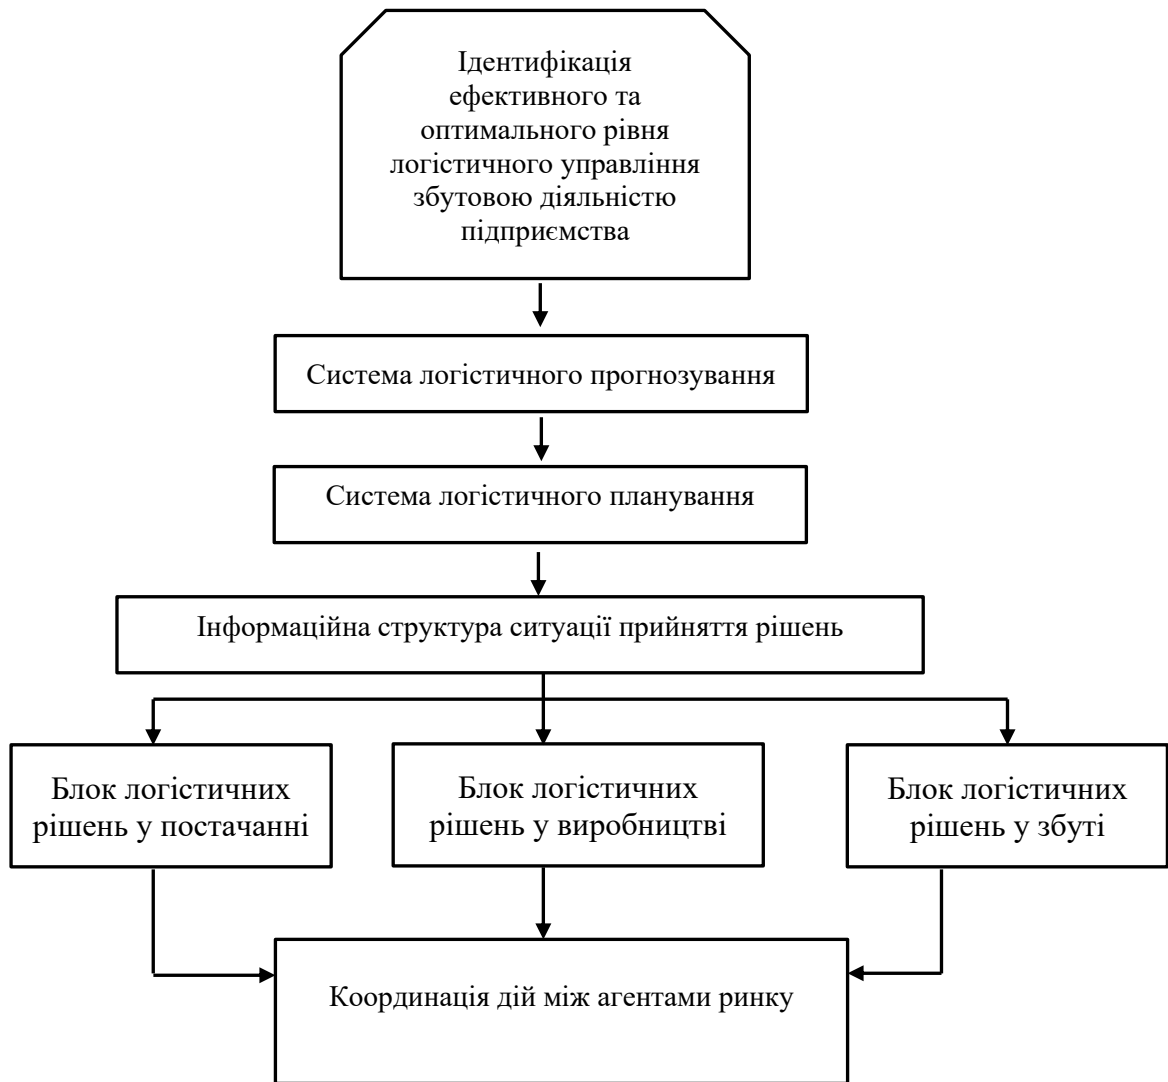 Ідентифікація
ефективного та
оптимального рівня
логістичного управління
збутовою діяльністю
підприємства
Система логістичного прогнозування
Система логістичного планування
Інформаційна структура ситуації прийняття рішень
Блок логістичних
рішень у постачанні
Блок логістичних
рішень у виробництві
Блок логістичних
рішень у збуті
Координація дій між агентами ринку